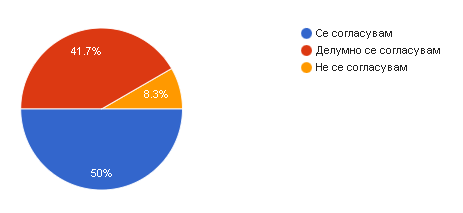 Се согласувам
Делумно се согласувам
Не се согласувам
41.7%
8.3%
50%